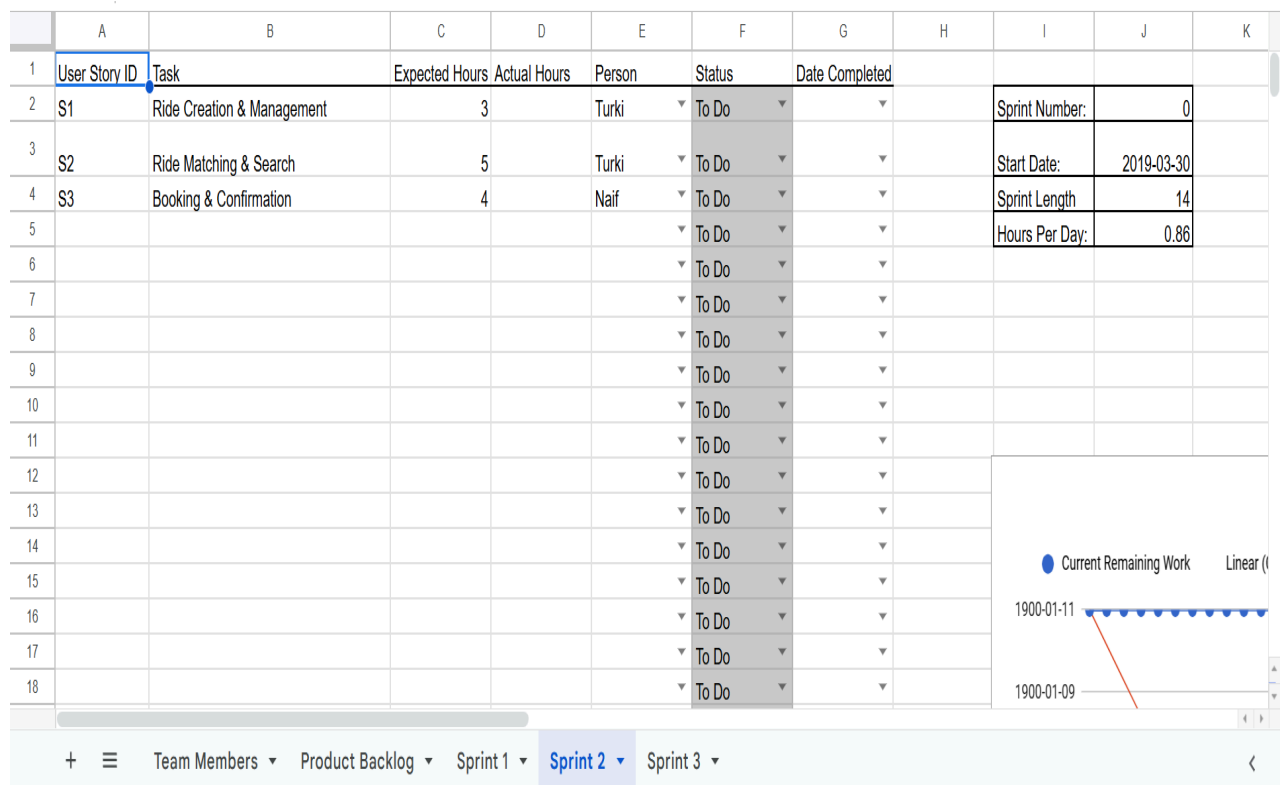 A B C D E F G H I J K
1 User Story ID Task Expected Hours Actual Hours Person Status Date Completed
2 S1 Ride Creation & Management 3 Turki To Do Sprint Number: 0
3 S2 Ride Matching & Search 5 Turki To Do Start Date: 2019-03-30
4 S3 Booking & Confirmation 4 Naif To Do Sprint Length 14
5 To Do Hours Per Day: 0.86
6 To Do
7 To Do
8 To Do
9 To Do
10 To Do
11 To Do
12 To Do
13 To Do
14 To Do
Current Remaining Work Linear (
15 To Do
16 To Do 1900-01-11
17 To Do
18 To Do 1900-01-09
+ Team Members Product Backlog Sprint 1 Sprint 2 Sprint 3